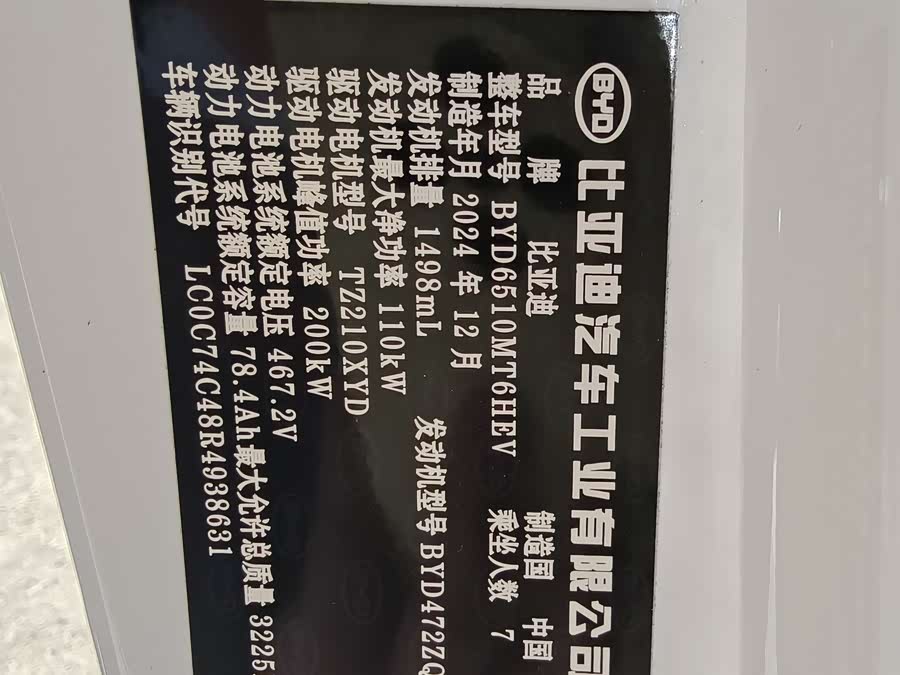 BYD 比亚迪汽车工业有限公司
品 牌 比亚迪 制造国 中国
整车型号 BYD6510MT6HEV 乘坐人数 7
制造年月 2024 年 12 月
发动机排量 1498mL 发动机型号 BYD472ZQ
发动机最大净功率 110kW
驱动电机型号 TZ210XYD
驱动电机峰值功率 200kW
动力电池系统额定电压 467.2V
动力电池系统额定容量 78.4Ah 最大允许总质量 3225
车辆识别代号 LC0C74C48R4938631